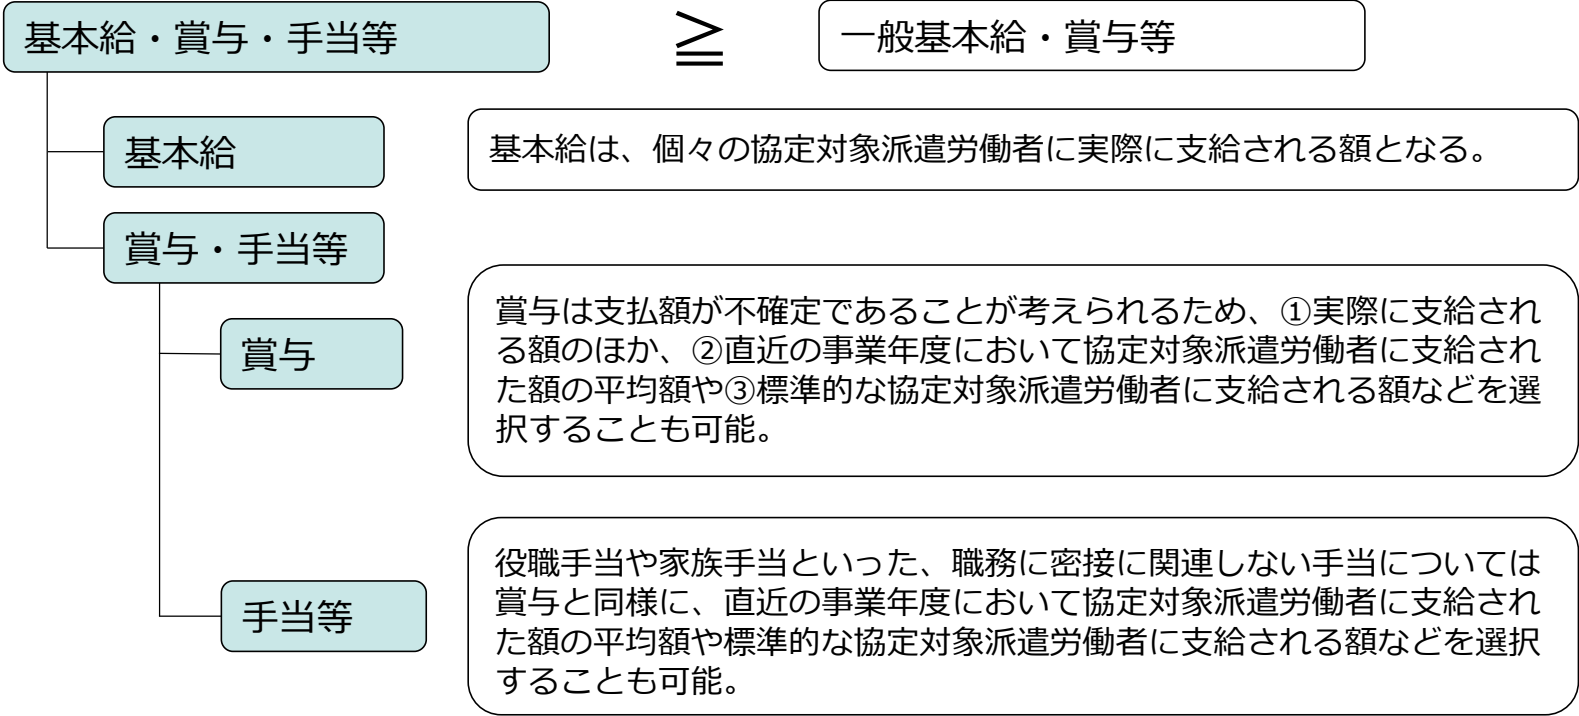 基本給・賞与・手当等
≧
一般基本給・賞与等
基本給
基本給は、個々の協定対象派遣労働者に実際に支給される額となる。
賞与・手当等
賞与
賞与は支払額が不確定であることが考えられるため、①実際に支給され
る額のほか、②直近の事業年度において協定対象派遣労働者に支給され
た額の平均額や③標準的な協定対象派遣労働者に支給される額などを選
択することも可能。
手当等
役職手当や家族手当といった、職務に密接に関連しない手当については
賞与と同様に、直近の事業年度において協定対象派遣労働者に支給され
た額の平均額や標準的な協定対象派遣労働者に支給される額などを選択
することも可能。